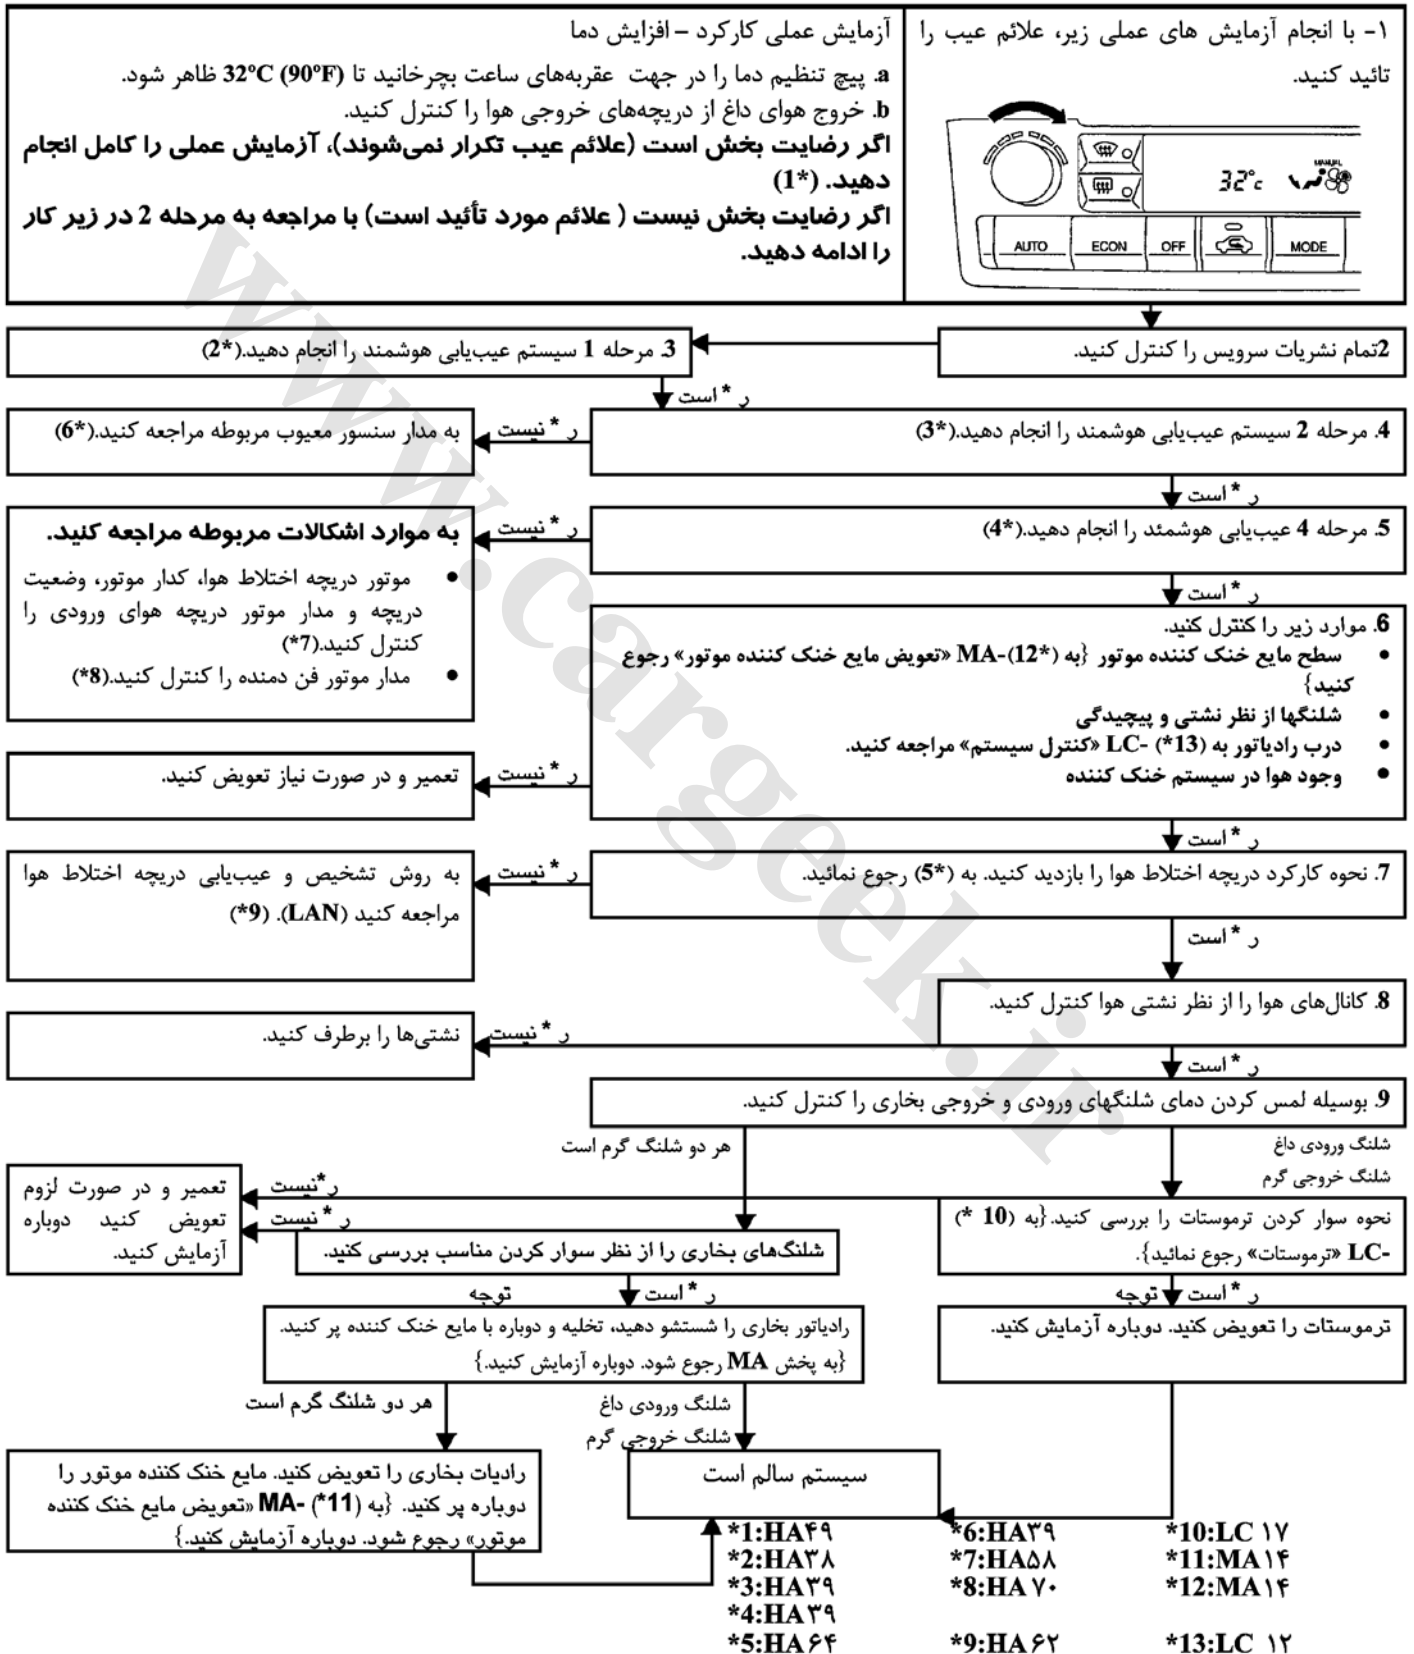 ۱- با انجام آزمایش های عملی زیر، علائم عیب را
تائید کنید.
MANUAL
32°c
AUTO
ECON
OFF
MODE
آزمایش عملی کارکرد – افزایش دما
a. پیچ تنظیم دما را در جهت عقربه‌های ساعت بچرخانید تا 32°C (90°F) ظاهر شود.
b. خروج هوای داغ از دریچه‌های خروجی هوا را کنترل کنید.
اگر رضایت بخش است (علائم عیب تکرار نمی‌شوند)، آزمایش عملی را کامل انجام
دهید. (*1)
اگر رضایت بخش نیست ( علائم مورد تأئید است) با مراجعه به مرحله 2 در زیر کار
را ادامه دهید.
2تمام نشریات سرویس را کنترل کنید.
3. مرحله 1 سیستم عیب‌یابی هوشمند را انجام دهید.(*2)
ر * است
4. مرحله 2 سیستم عیب‌یابی هوشمند را انجام دهید.(*3)
ر * نیست
به مدار سنسور معیوب مربوطه مراجعه کنید.(*6)
ر * است
5. مرحله 4 عیب‌یابی هوشمند را انجام دهید.(*4)
ر * نیست
به موارد اشکالات مربوطه مراجعه کنید.
• موتور دریچه اختلاط هوا، کدار موتور، وضعیت
دریچه و مدار موتور دریچه هوای ورودی را
کنترل کنید.(*7)
• مدار موتور فن دمنده را کنترل کنید.(*8)
ر * است
6. موارد زیر را کنترل کنید.
• سطح مایع خنک کننده موتور {به (*12)-MA «تعویض مایع خنک کننده موتور» رجوع
کنید}
• شلنگها از نظر نشتی و پیچیدگی
• درب رادیاتور به (*13) -LC «کنترل سیستم» مراجعه کنید.
• وجود هوا در سیستم خنک کننده
ر * نیست
تعمیر و در صورت نیاز تعویض کنید.
ر * است
7. نحوه کارکرد دریچه اختلاط هوا را بازدید کنید. به (*5) رجوع نمائید.
ر * نیست
به روش تشخیص و عیب‌یابی دریچه اختلاط هوا
مراجعه کنید (LAN). (*9)
ر * است
8. کانال‌های هوا را از نظر نشتی هوا کنترل کنید.
ر * نیست
نشتی‌ها را برطرف کنید.
ر * است
9. بوسیله لمس کردن دمای شلنگهای ورودی و خروجی بخاری را کنترل کنید.
شلنگ ورودی داغ
شلنگ خروجی گرم
هر دو شلنگ گرم است
نحوه سوار کردن ترموستات را بررسی کنید.{به (10 *)
-LC «ترموستات» رجوع نمائید}.
ر *نیست
ر * نیست
تعمیر و در صورت لزوم
تعویض کنید دوباره
آزمایش کنید.
شلنگ‌های بخاری را از نظر سوار کردن مناسب بررسی کنید.
ر * است توجه
ر * است توجه
ترموستات را تعویض کنید. دوباره آزمایش کنید.
رادیاتور بخاری را شستشو دهید، تخلیه و دوباره با مایع خنک کننده پر کنید.
{به پخش MA رجوع شود. دوباره آزمایش کنید.}
شلنگ ورودی داغ
شلنگ خروجی گرم
هر دو شلنگ گرم است
سیستم سالم است
رادیات بخاری را تعویض کنید. مایع خنک کننده موتور را
دوباره پر کنید. {به (*11) -MA «تعویض مایع خنک کننده
موتور» رجوع شود. دوباره آزمایش کنید.}
*1:HA۴۹ *6:HA۳۹ *10:LC ۱۷
*2:HA۳۸ *7:HA۵۸ *11:MA۱۴
*3:HA۳۹ *8:HA۷۰ *12:MA۱۴
*4:HA۳۹
*5:HA۶۴ *9:HA۶۲ *13:LC ۱۲
www.cargeek.ir